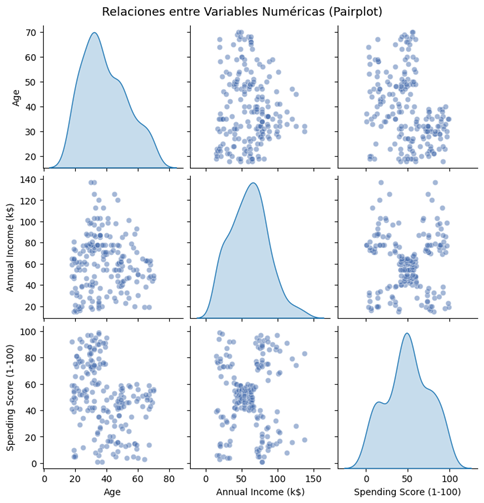 Relaciones entre Variables Numéricas (Pairplot)
70
60
50
40
30
20
Age
140
120
100
80
60
40
20
Annual Income (k$)
100
80
60
40
20
0
Spending Score (1-100)
0 20 40 60 80
Age
0 50 100 150
Annual Income (k$)
0 50 100
Spending Score (1-100)